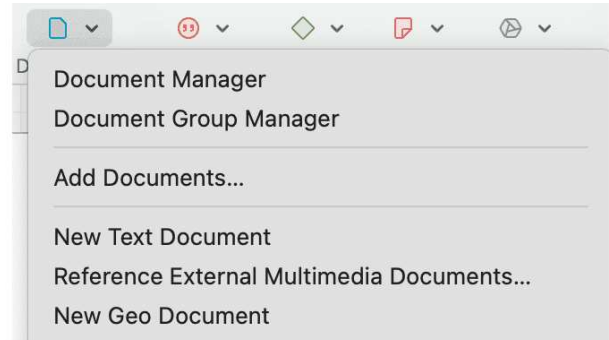 D
Document Manager
Document Group Manager
Add Documents...
New Text Document
Reference External Multimedia Documents...
New Geo Document